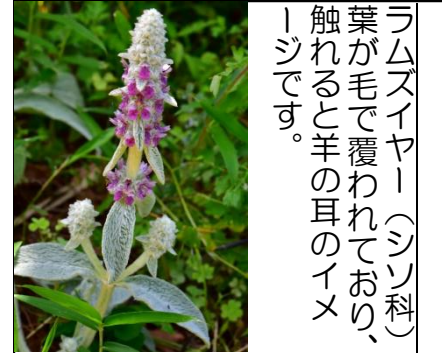 ラムズイヤー（シソ科）
葉が毛で覆われており、
触れると羊の耳のイメ
ージです。